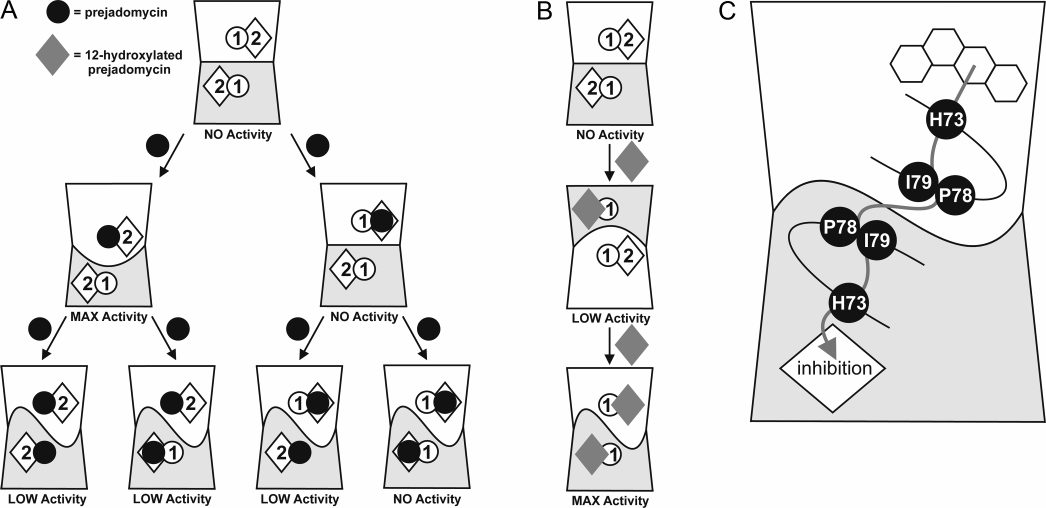 A
= prejadomycin
= 12-hydroxylated
prejadomycin
1 2
2 1
NO Activity
2
2 1
MAX Activity
1
2 1
NO Activity
2
2
LOW Activity
2
1
LOW Activity
1
2
LOW Activity
1
1
NO Activity
B
1 2
2 1
NO Activity
1
1 2
LOW Activity
1
1
MAX Activity
C
H73
I79
P78
P78
I79
H73
inhibition